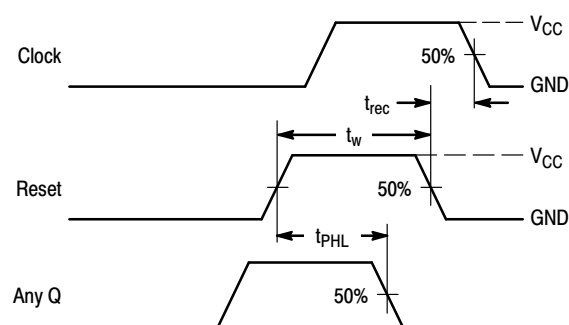 V_CC
Clock
50%
GND
t_rec
t_w
V_CC
Reset
50%
GND
t_PHL
Any Q
50%